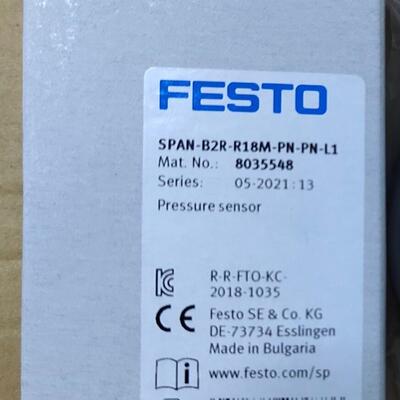 FESTO
SPAN-B2R-R18M-PN-PN-L1
Mat. No.: 8035548
Series: 05-2021:13
Pressure sensor
R-R-FTO-KC-
2018-1035
CE Festo SE & Co. KG
DE-73734 Esslingen
Made in Bulgaria
i www.festo.com/sp